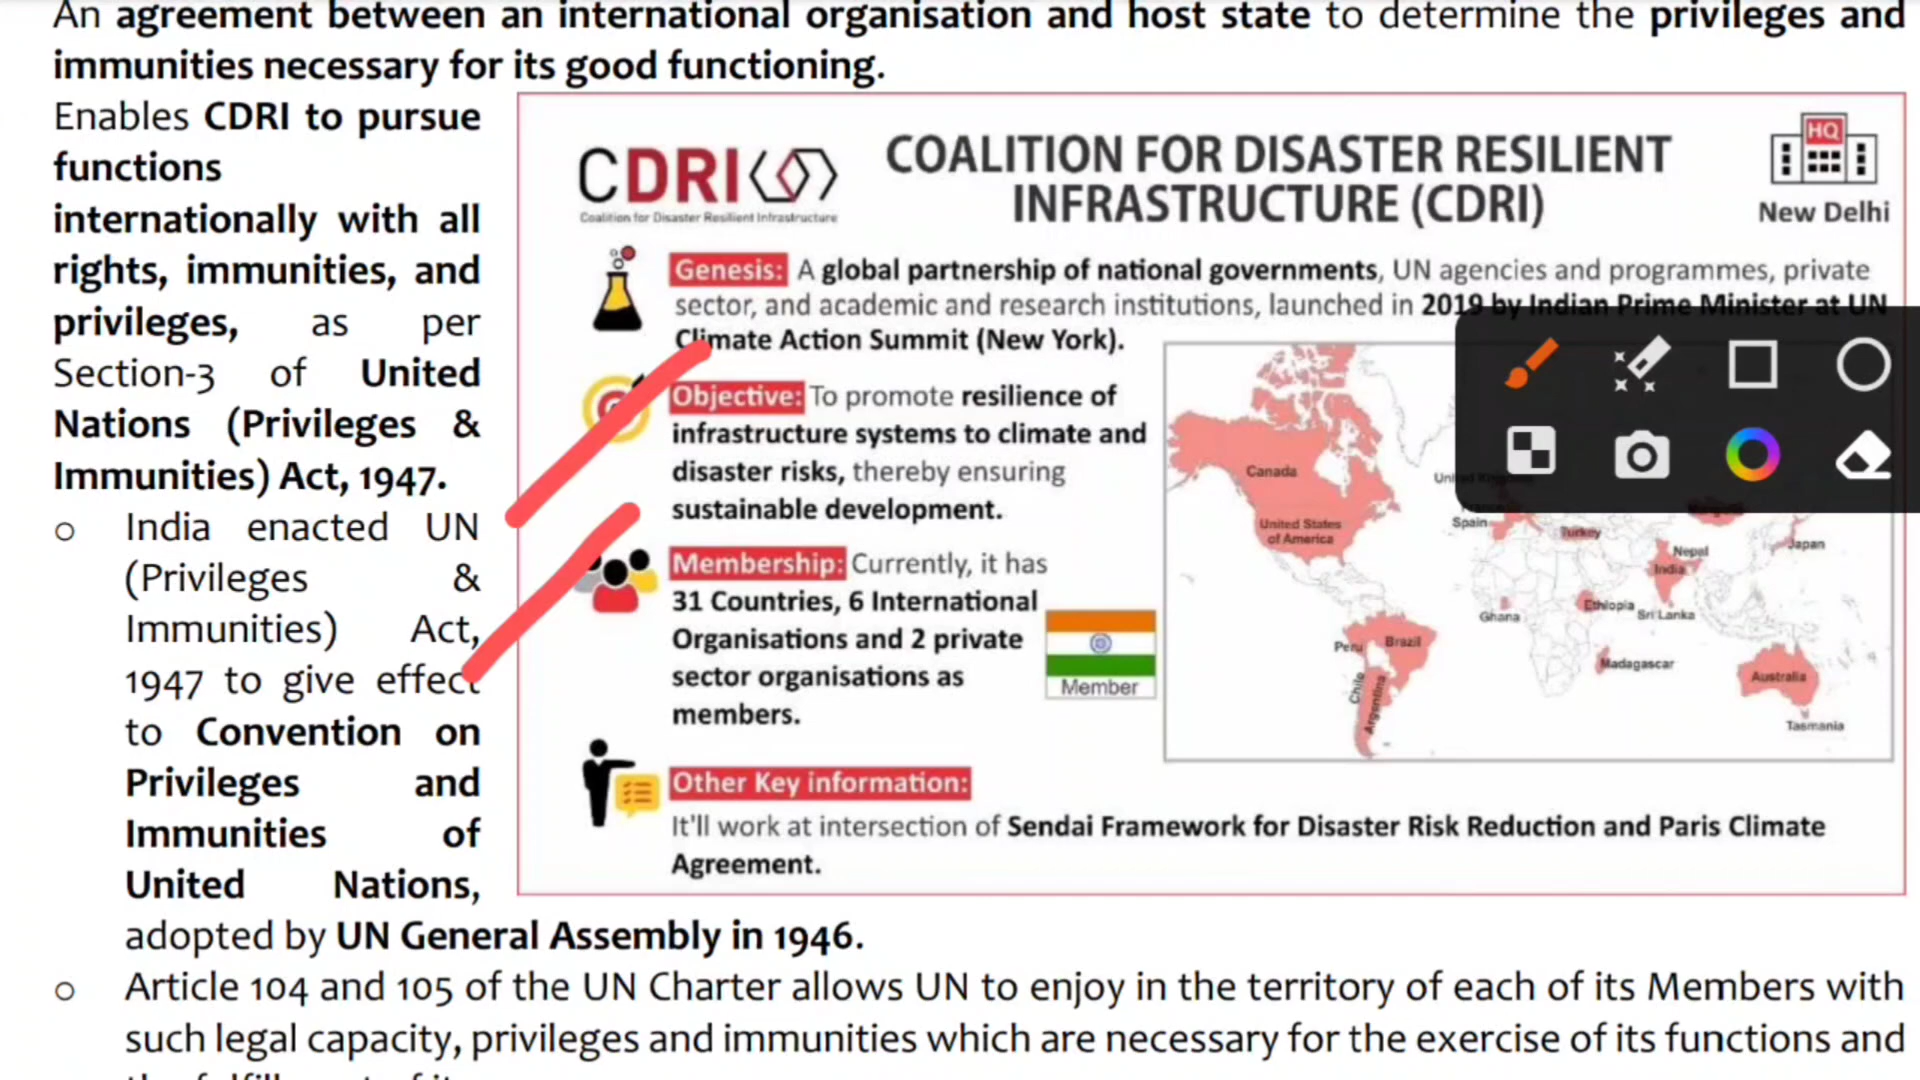 An agreement between an international organisation and host state to determine the privileges and
immunities necessary for its good functioning.
Enables CDRI to pursue
functions
internationally with all
rights, immunities, and
privileges, as per
Section-3 of United
Nations (Privileges &
Immunities) Act, 1947.
o India enacted UN
(Privileges &
Immunities) Act,
1947 to give effect
to Convention on
Privileges and
Immunities of
United Nations,
adopted by UN General Assembly in 1946.
o Article 104 and 105 of the UN Charter allows UN to enjoy in the territory of each of its Members with
such legal capacity, privileges and immunities which are necessary for the exercise of its functions and
CDRI
Coalition for Disaster Resilient Infrastructure
COALITION FOR DISASTER RESILIENT
INFRASTRUCTURE (CDRI)
HQ
New Delhi
Genesis: A global partnership of national governments, UN agencies and programmes, private
sector, and academic and research institutions, launched in 2019 by Indian Prime Minister at UN
Climate Action Summit (New York).
Objective: To promote resilience of
infrastructure systems to climate and
disaster risks, thereby ensuring
sustainable development.
Membership: Currently, it has
31 Countries, 6 International
Organisations and 2 private
sector organisations as
members.
Member
Other Key information:
It'll work at intersection of Sendai Framework for Disaster Risk Reduction and Paris Climate
Agreement.
Canada
United States
of America
Spain
Turkey
Japan
Nepal
India
Ghana
Ethiopia
Sri Lanka
Peru
Brazil
Madagascar
Chile
Argentina
Australia
Tasmania